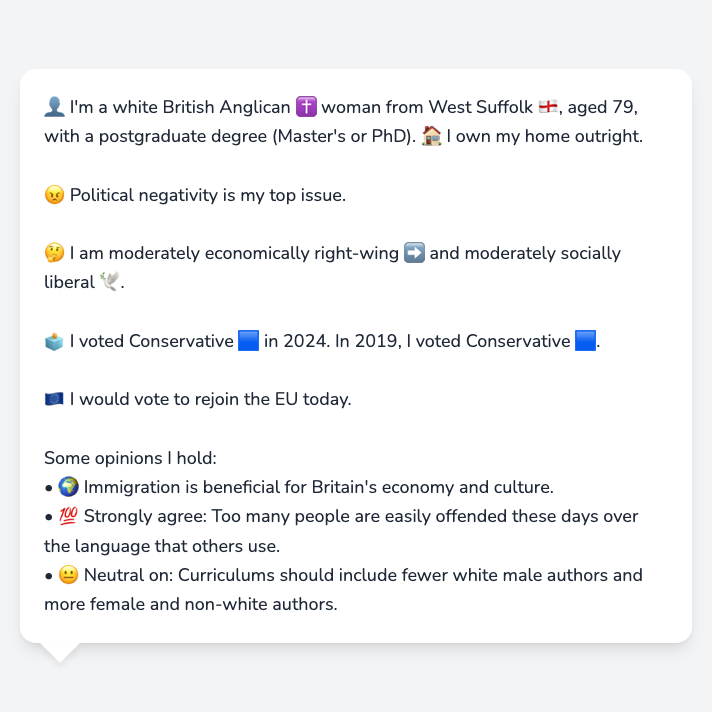 👤 I'm a white British Anglican ✝️ woman from West Suffolk 🏴󠁧󠁢󠁥󠁮󠁧󠁿, aged 79,
with a postgraduate degree (Master's or PhD). 🏠 I own my home outright.
😠 Political negativity is my top issue.
🤔 I am moderately economically right-wing ➡️ and moderately socially
liberal 🕊️.
🗳️ I voted Conservative 🟦 in 2024. In 2019, I voted Conservative 🟦.
🇪🇺 I would vote to rejoin the EU today.
Some opinions I hold:
• 🌍 Immigration is beneficial for Britain's economy and culture.
• 💯 Strongly agree: Too many people are easily offended these days over
the language that others use.
• 😐 Neutral on: Curriculums should include fewer white male authors and
more female and non-white authors.